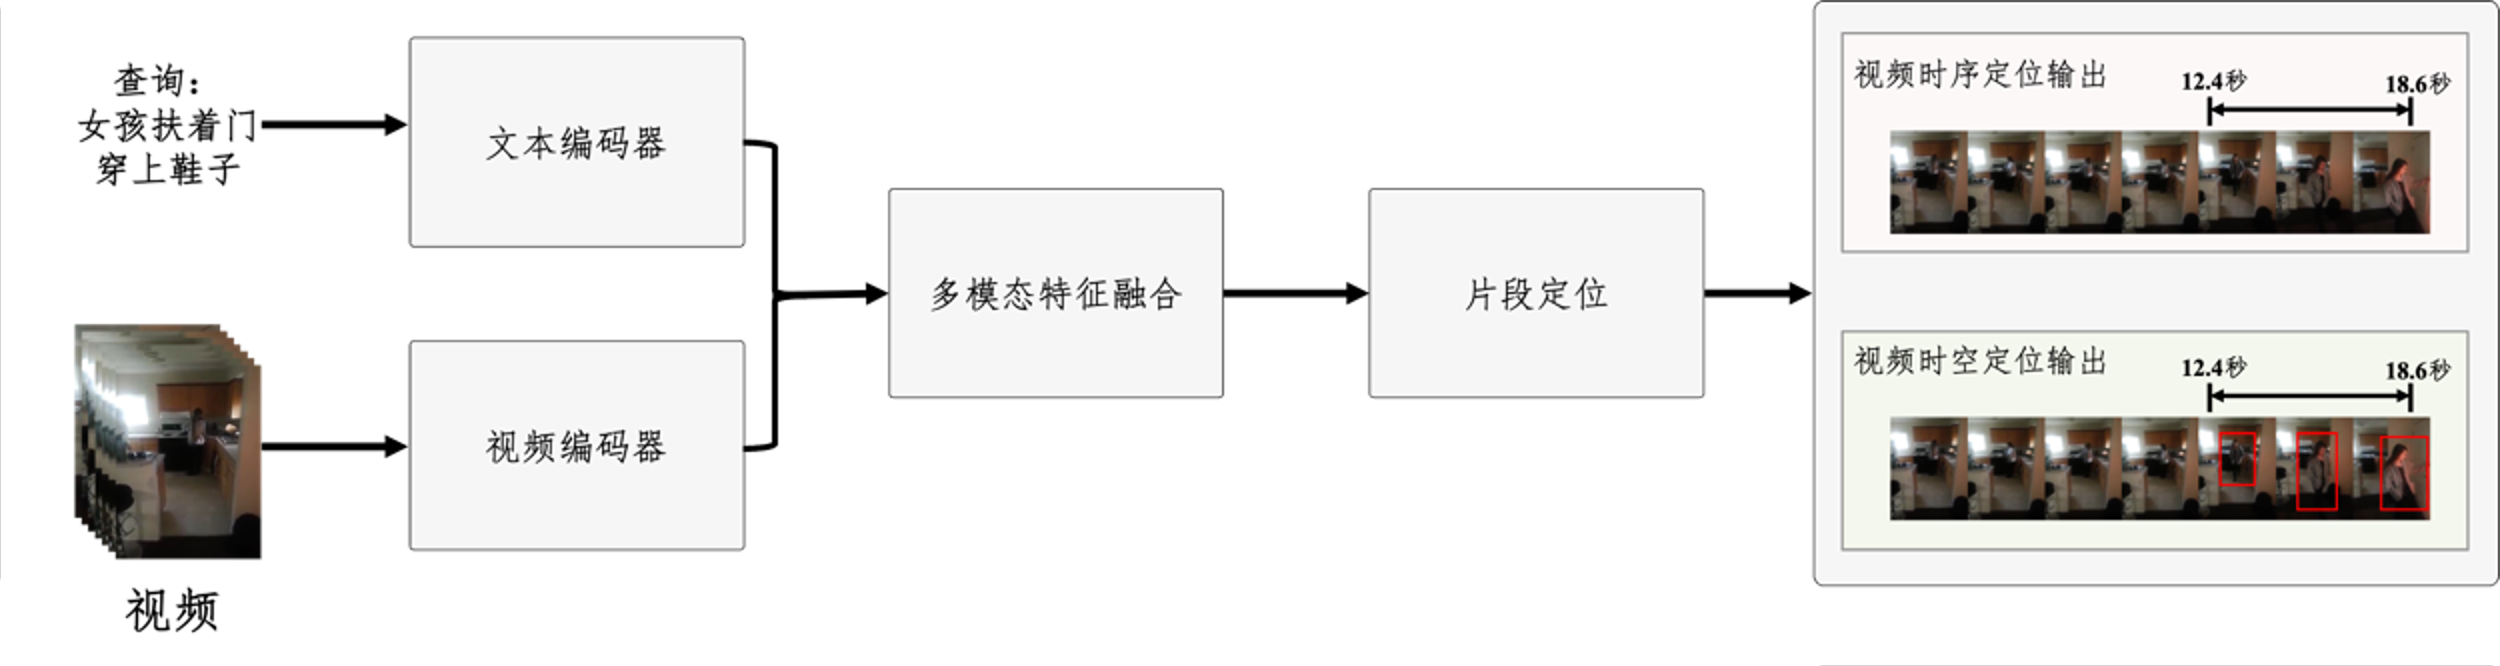 查询：
女孩扶着门
穿上鞋子
视频
文本编码器
视频编码器
多模态特征融合
片段定位
视频时序定位输出
12.4秒
18.6秒
视频时空定位输出
12.4秒
18.6秒